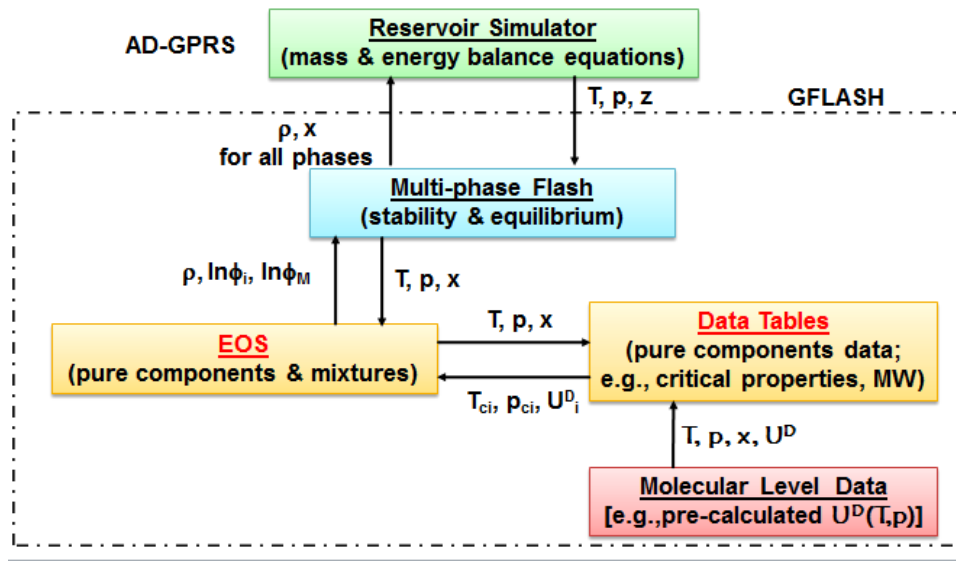 AD-GPRS
Reservoir Simulator
(mass & energy balance equations)
T, p, z
GFLASH
ρ, x
for all phases
Multi-phase Flash
(stability & equilibrium)
ρ, lnϕi, lnϕM
T, p, x
EOS
(pure components & mixtures)
T, p, x
Tci, pci, UDi
Data Tables
(pure components data;
e.g., critical properties, MW)
T, p, x, UD
Molecular Level Data
[e.g.,pre-calculated UD(T,p)]